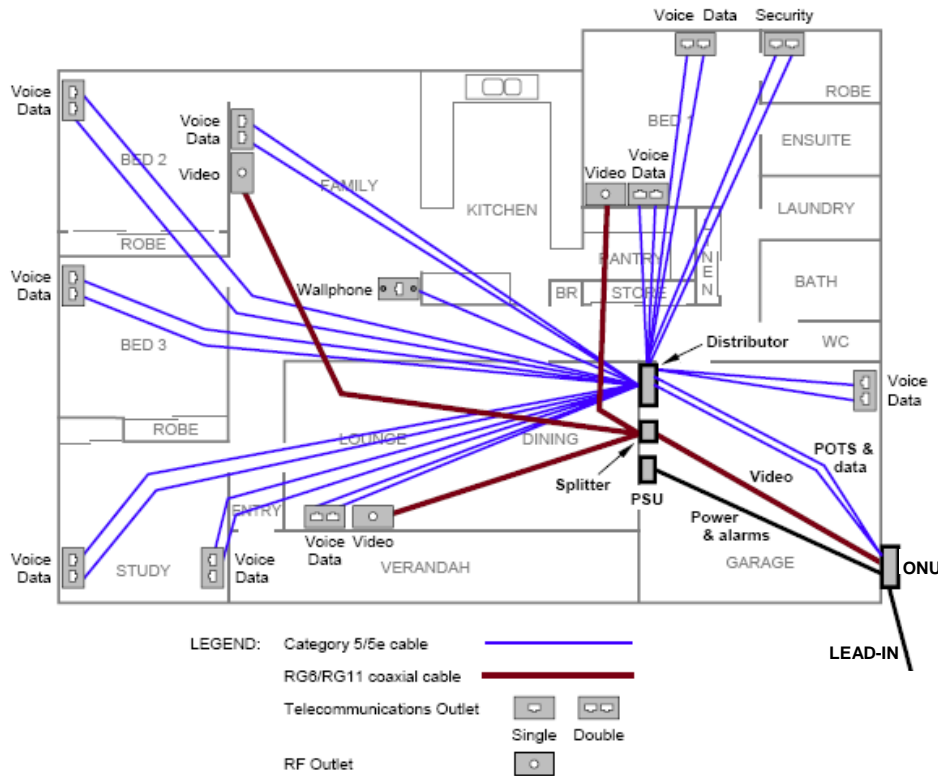 Voice Data
Security
Voice
Data
BED 2
ROBE
Voice
Data
Video
FAMILY
KITCHEN
BED 1
Voice
Data
Video
ROBE
ENSUITE
LAUNDRY
PANTRY
LINEN
BR
STORE
BATH
WC
Voice
Data
BED 3
ROBE
Wallphone
Distributor
Voice
Data
LOUNGE
DINING
Splitter
PSU
POTS &
data
Video
Power
& alarms
GARAGE
ONU
LEAD-IN
ENTRY
Voice
Data
STUDY
Voice
Data
Voice
Data
Video
VERANDAH
LEGEND:
Category 5/5e cable
RG6/RG11 coaxial cable
Telecommunications Outlet
Single
Double
RF Outlet